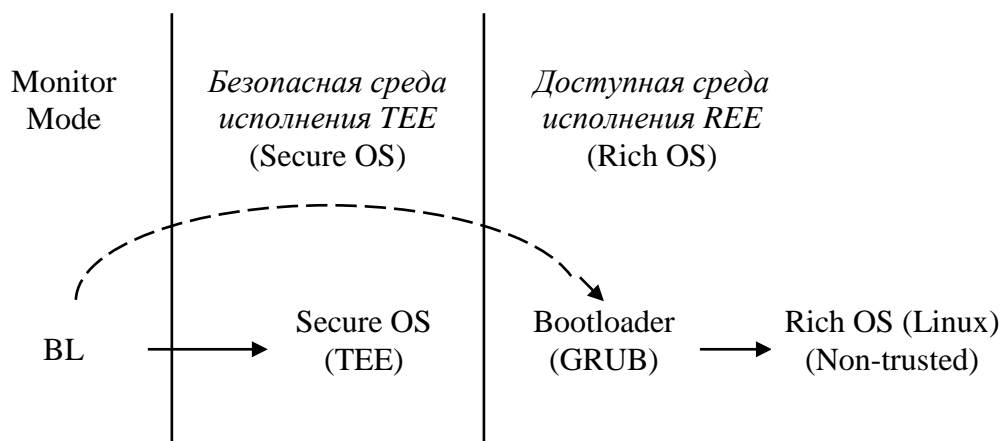 Monitor
Mode
Безопасная среда
исполнения TEE
(Secure OS)
Доступная среда
исполнения REE
(Rich OS)
BL
Secure OS
(TEE)
Bootloader
(GRUB)
Rich OS (Linux)
(Non-trusted)